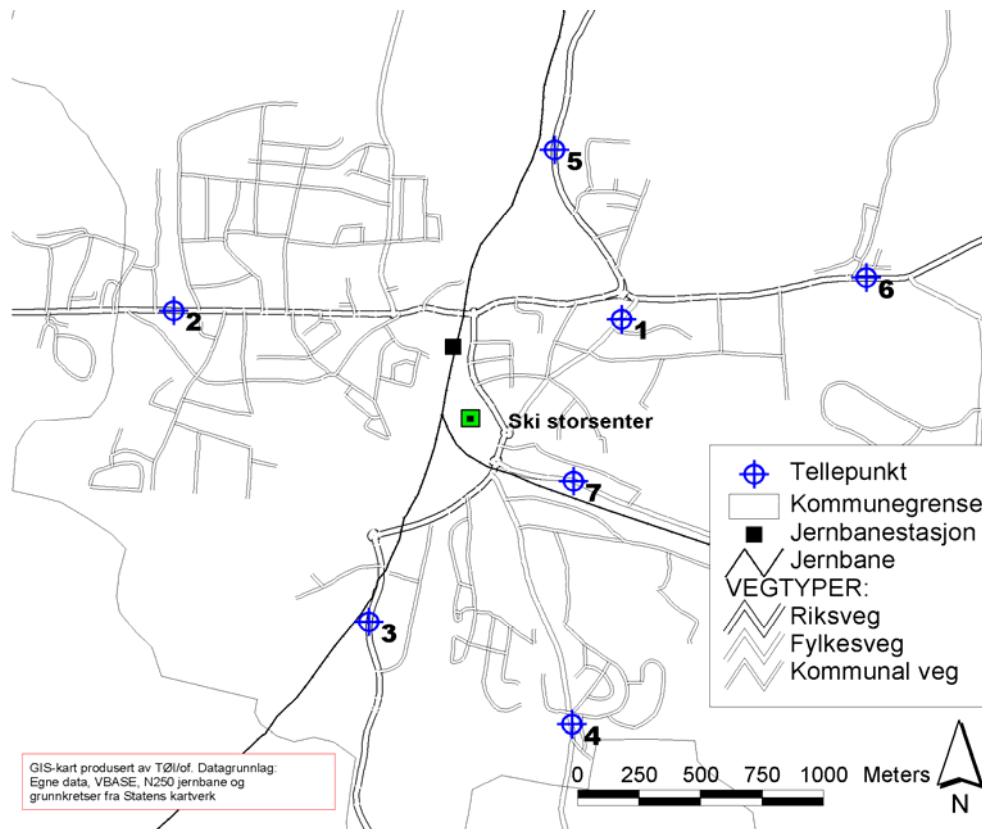 5
6
2
1
Ski storsenter
7
Tellepunkt
Kommunegrense
Jernbanestasjon
Jernbane
VEGTYPER:
Riksveg
Fylkesveg
Kommunal veg
3
4
GIS-kart produsert av TØI/of. Datagrunnlag:
Egne data, VBASE, N250 jernbane og
grunnkretser fra Statens kartverk
0 250 500 750 1000 Meters
N